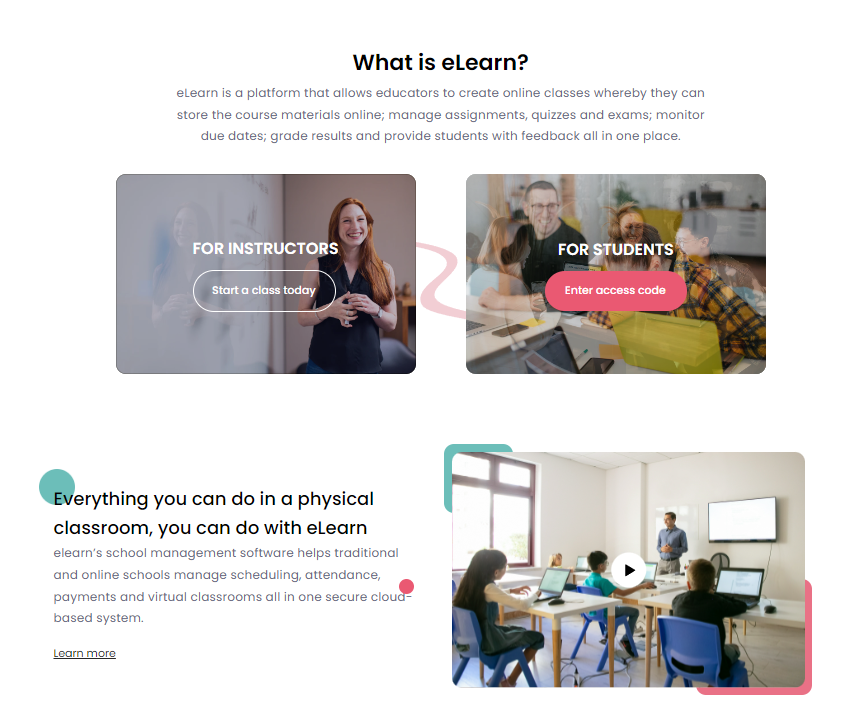 What is eLearn?
eLearn is a platform that allows educators to create online classes whereby they can
store the course materials online; manage assignments, quizzes and exams; monitor
due dates; grade results and provide students with feedback all in one place.
FOR INSTRUCTORS
Start a class today
FOR STUDENTS
Enter access code
Everything you can do in a physical
classroom, you can do with eLearn
elearn's school management software helps traditional
and online schools manage scheduling, attendance,
payments and virtual classrooms all in one secure cloud-
based system.
Learn more